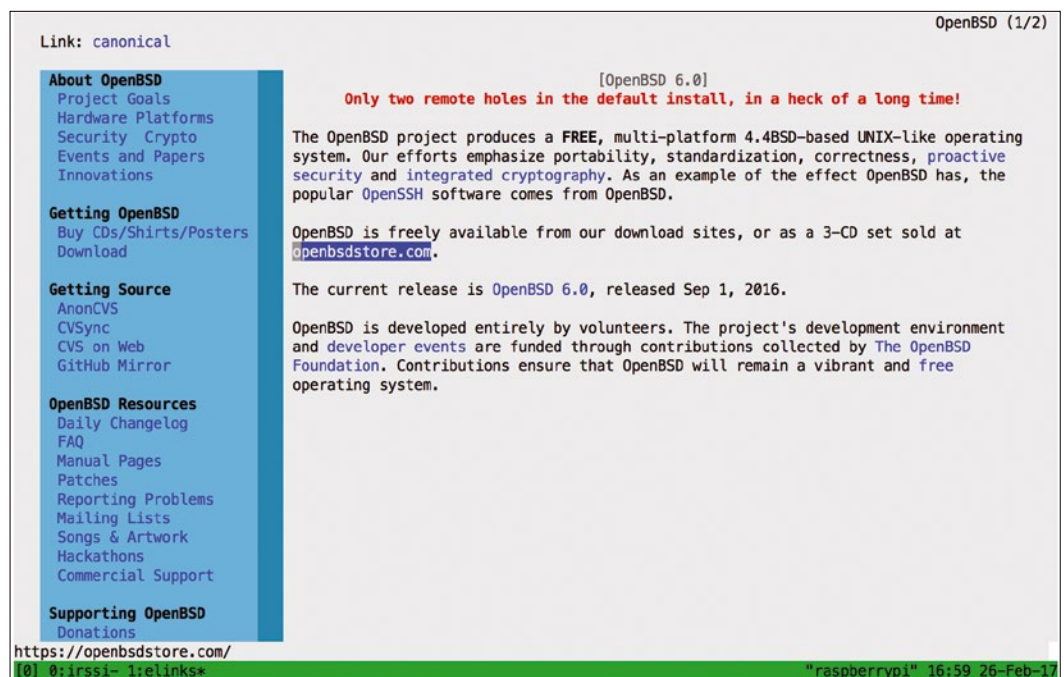 OpenBSD (1/2)
Link: canonical
About OpenBSD
Project Goals
Hardware Platforms
Security Crypto
Events and Papers
Innovations
Getting OpenBSD
Buy CDs/Shirts/Posters
Download
Getting Source
AnonCVS
CVSync
CVS on Web
GitHub Mirror
OpenBSD Resources
Daily Changelog
FAQ
Manual Pages
Patches
Reporting Problems
Mailing Lists
Songs & Artwork
Hackathons
Commercial Support
Supporting OpenBSD
Donations
[OpenBSD 6.0]
Only two remote holes in the default install, in a heck of a long time!
The OpenBSD project produces a FREE, multi-platform 4.4BSD-based UNIX-like operating
system. Our efforts emphasize portability, standardization, correctness, proactive
security and integrated cryptography. As an example of the effect OpenBSD has, the
popular OpenSSH software comes from OpenBSD.
OpenBSD is freely available from our download sites, or as a 3-CD set sold at
openbsdstore.com.
The current release is OpenBSD 6.0, released Sep 1, 2016.
OpenBSD is developed entirely by volunteers. The project's development environment
and developer events are funded through contributions collected by The OpenBSD
Foundation. Contributions ensure that OpenBSD will remain a vibrant and free
operating system.
https://openbsdstore.com/
[0] 0:irssi- 1:elinks* "raspberrypi" 16:59 26-Feb-17